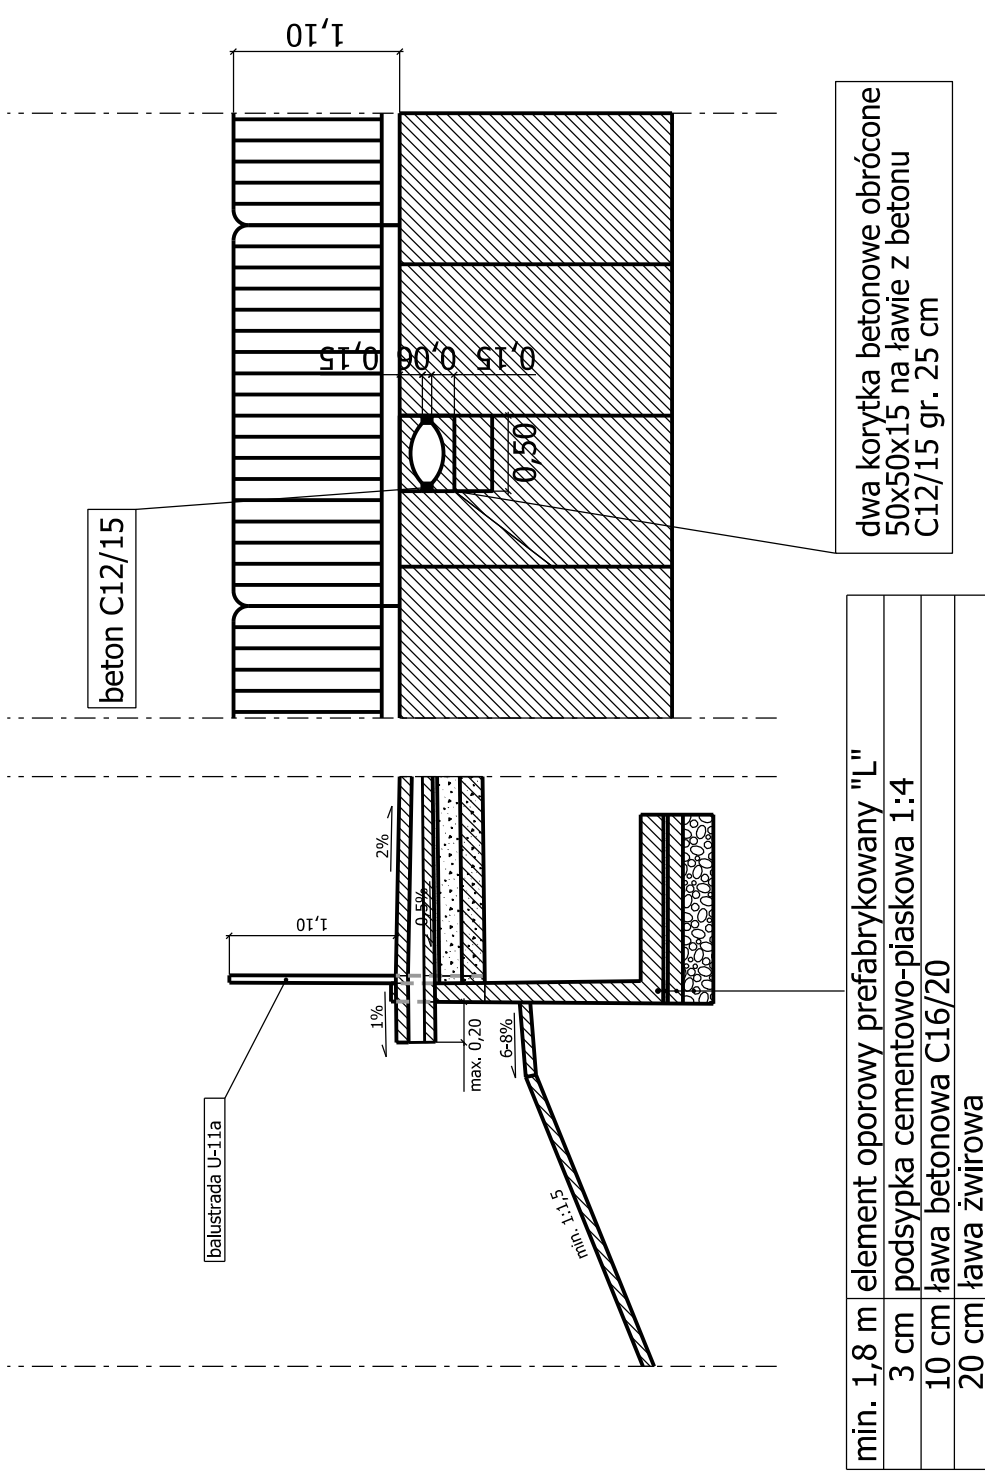 balustrada U-11a
1,10
1%
2%
0,5%
max. 0,20
6-8%
min. 1:1,5
beton C12/15
1,10
0,15
0,06
0,15
0,50
dwa korytka betonowe obrócone
50x50x15 na ławie z betonu
C12/15 gr. 25 cm
min. 1,8 m element oporowy prefabrykowany "L"
3 cm podsypka cementowo-piaskowa 1:4
10 cm ława betonowa C16/20
20 cm ława żwirowa